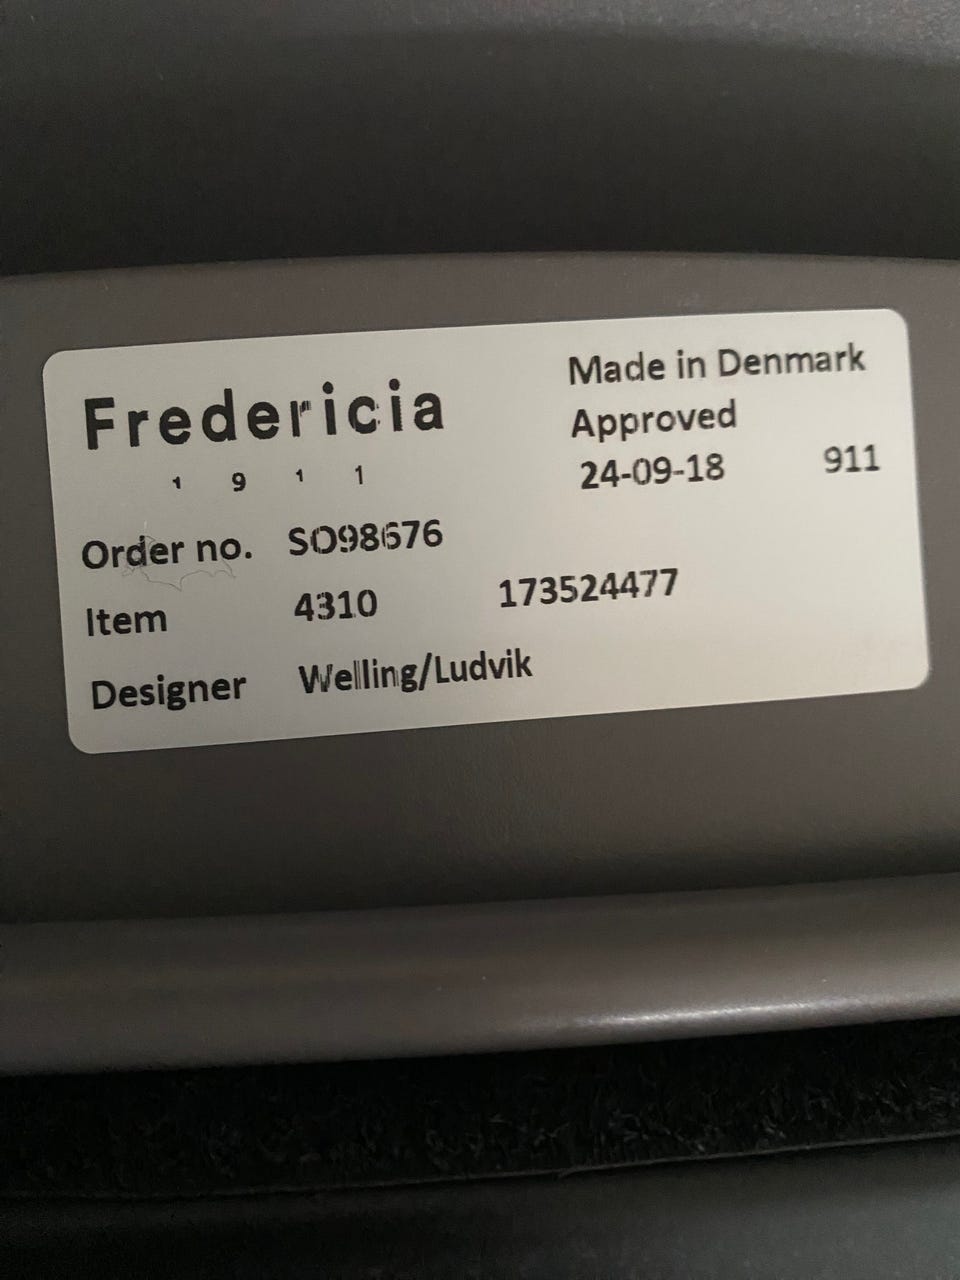 Fredericia
1 9 1 1
Made in Denmark
Approved
24-09-18 911
Order no. SO98676
Item 4310 173524477
Designer Welling/Ludvik